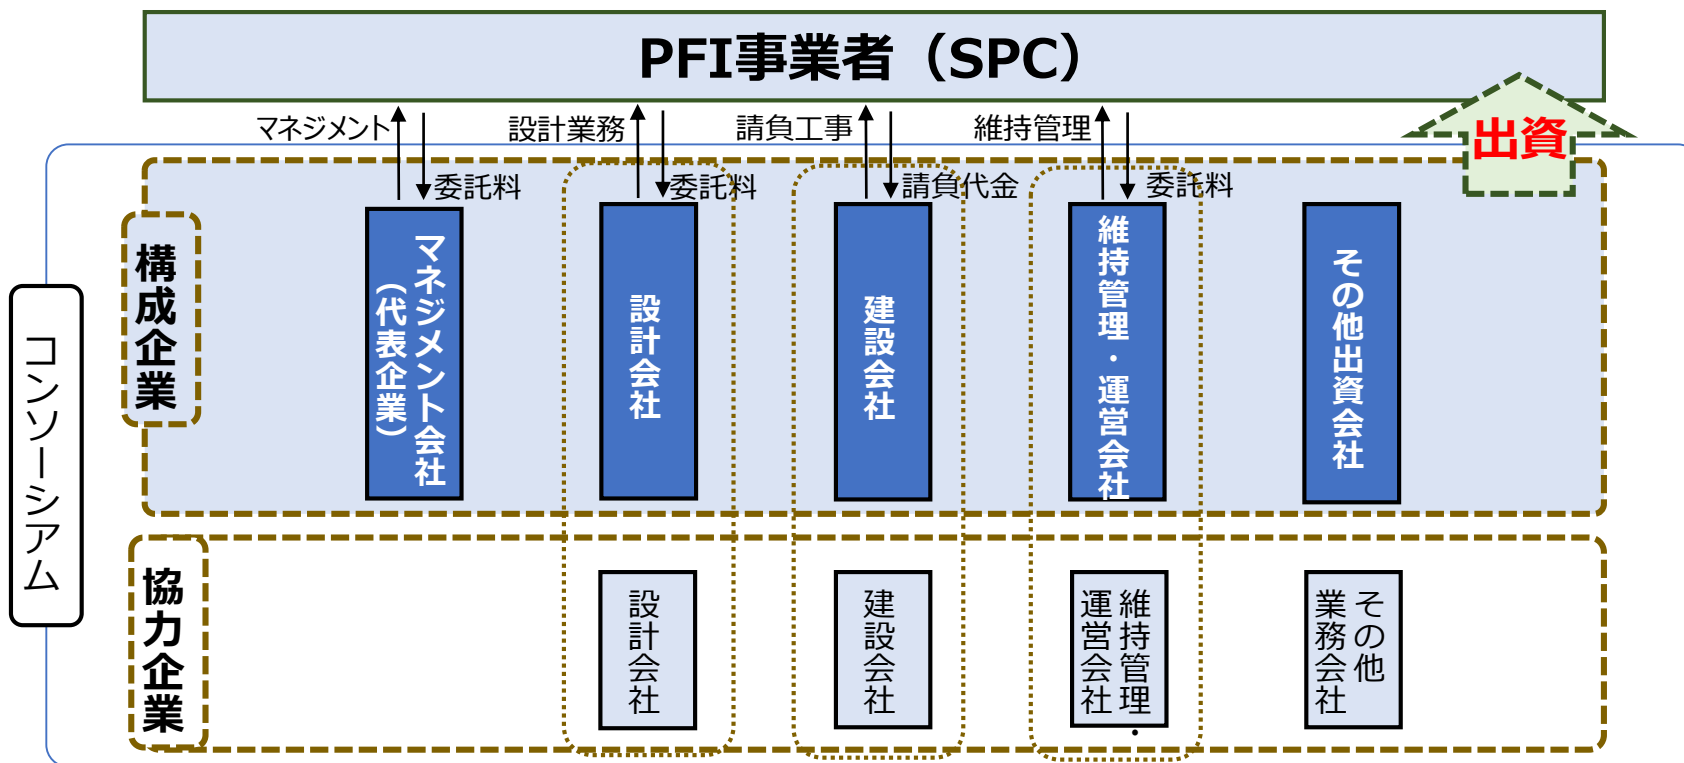 PFI事業者（SPC）
マネジメント
設計業務
請負工事
維持管理
出資
委託料
委託料
請負代金
委託料
コンソーシアム
構成企業
マネジメント会社
（代表企業）
設計会社
建設会社
維持管理・運営会社
その他出資会社
協力企業
設計会社
建設会社
維持管理・
運営会社
その他
業務会社